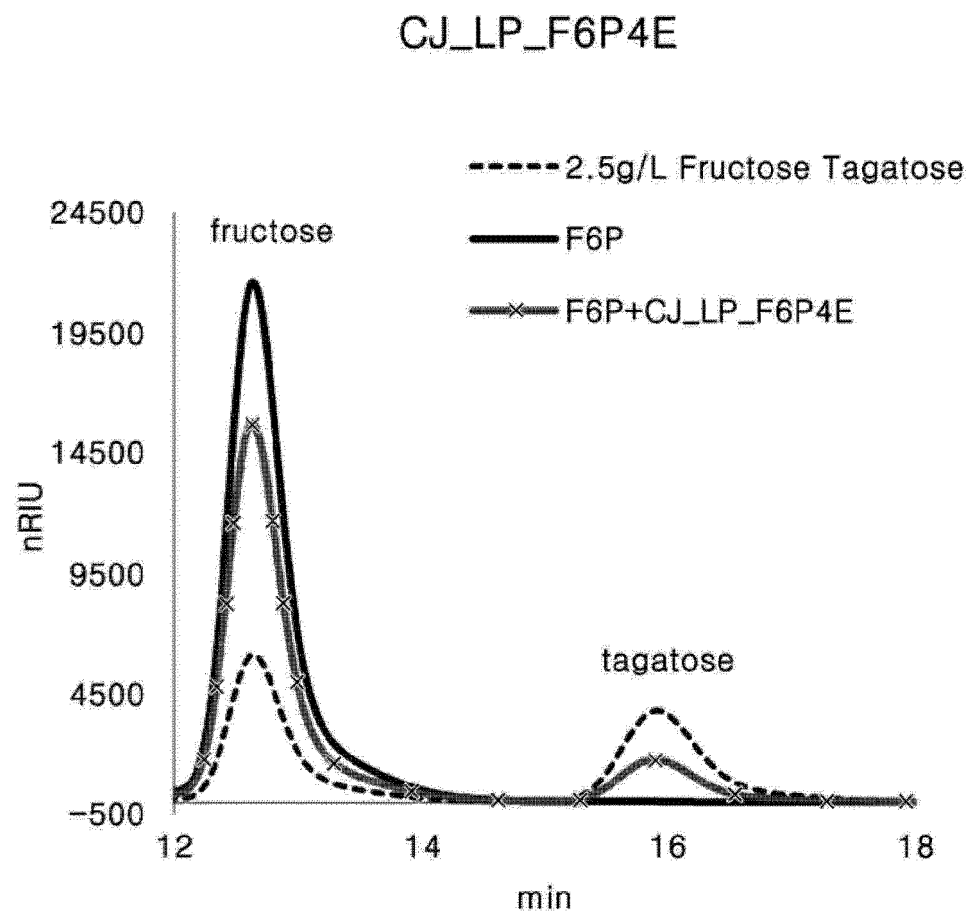 CJ_LP_F6P4E
2.5g/L Fructose Tagatose
F6P
F6P+CJ_LP_F6P4E
fructose
tagatose
24500
19500
14500
9500
4500
−500
nRIU
12 14 16 18
min